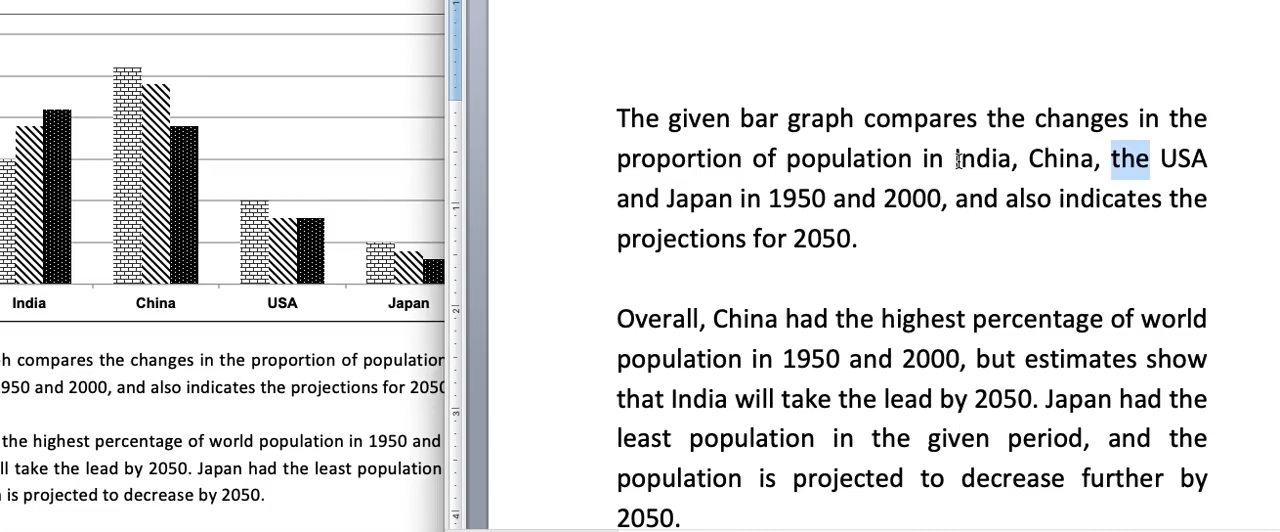 India China USA Japan
h compares the changes in the proportion of population
950 and 2000, and also indicates the projections for 205
the highest percentage of world population in 1950 and
ll take the lead by 2050. Japan had the least population
is projected to decrease by 2050.
The given bar graph compares the changes in the
proportion of population in India, China, the USA
and Japan in 1950 and 2000, and also indicates the
projections for 2050.
Overall, China had the highest percentage of world
population in 1950 and 2000, but estimates show
that India will take the lead by 2050. Japan had the
least population in the given period, and the
population is projected to decrease further by
2050.
1
2
3
4